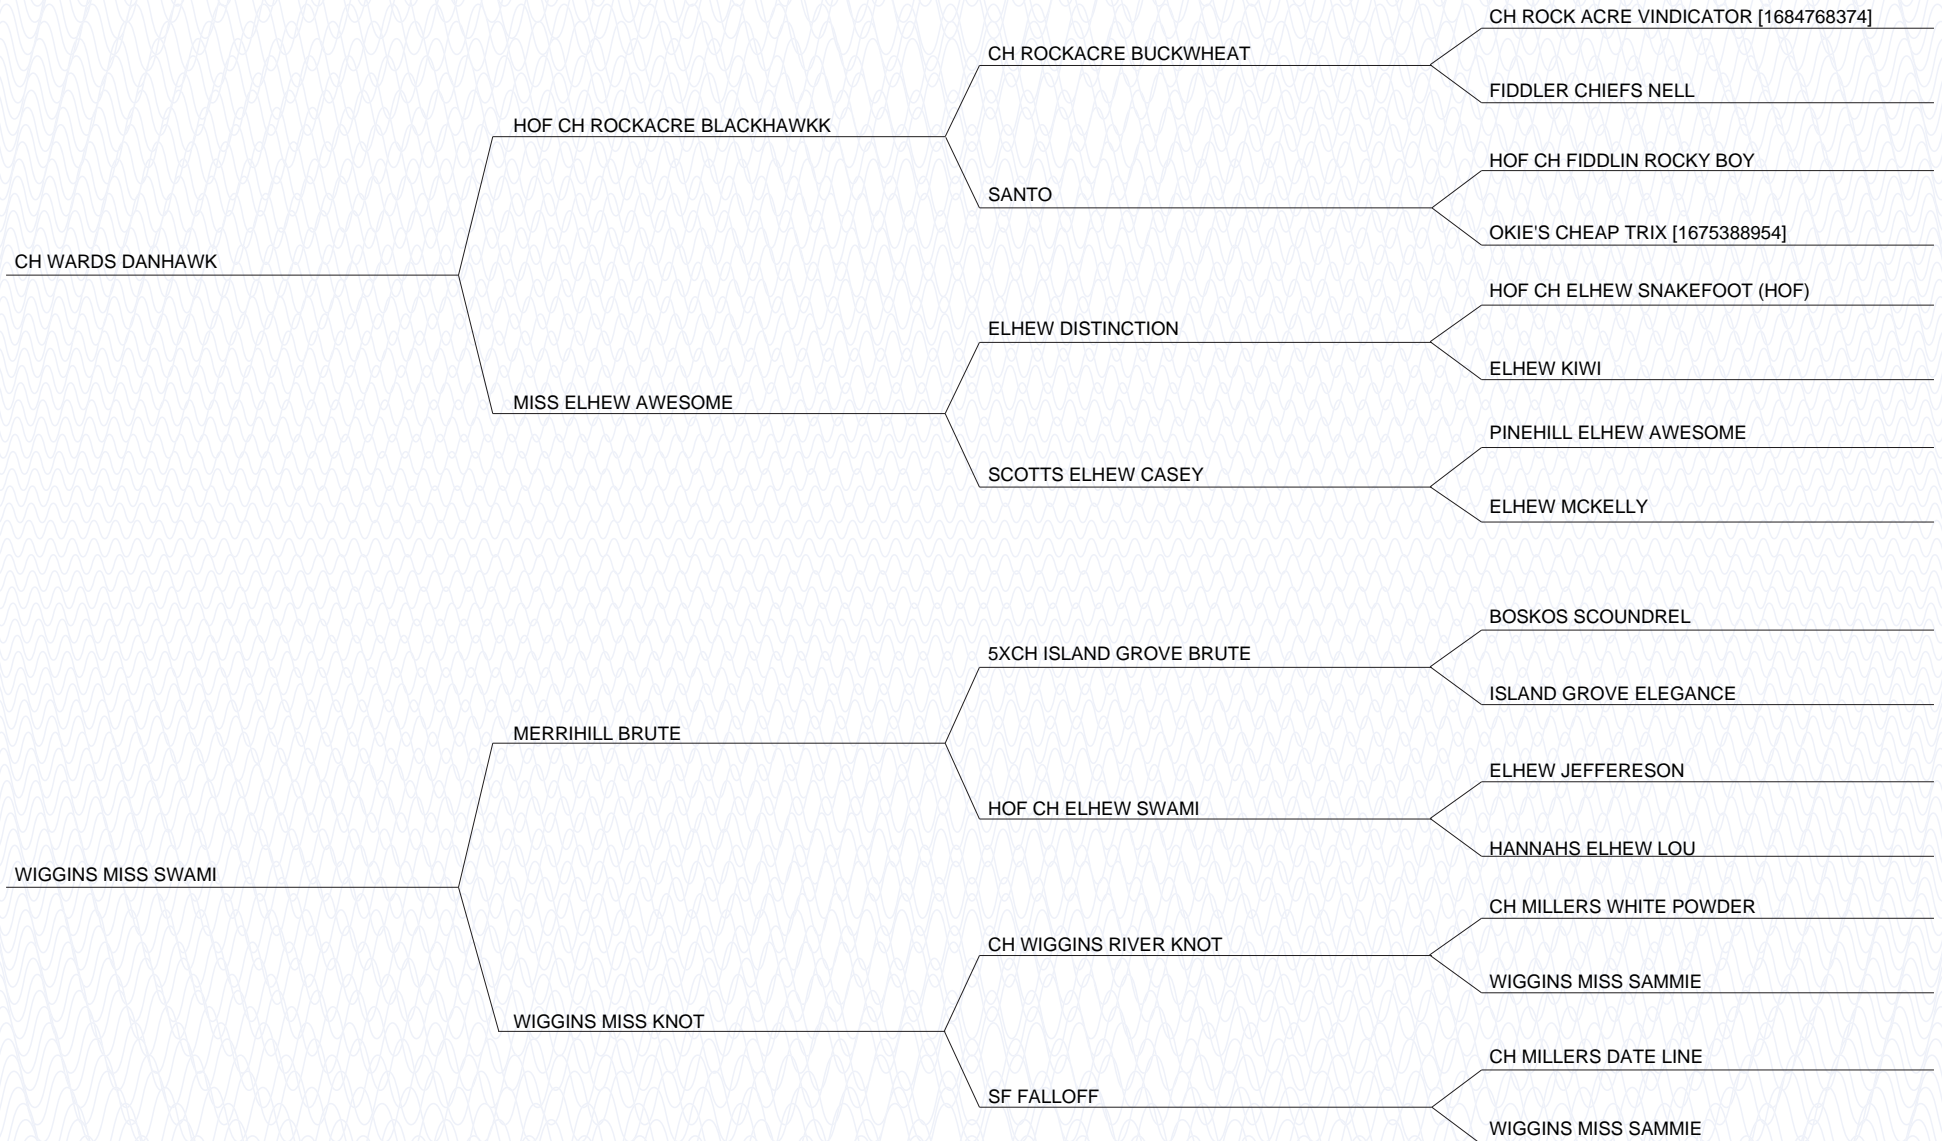 CH ROCK ACRE VINDICATOR [1684768374]
CH ROCKACRE BUCKWHEAT
FIDDLER CHIEFS NELL
HOF CH ROCKACRE BLACKHAWKK
HOF CH FIDDLIN ROCKY BOY
SANTO
OKIE'S CHEAP TRIX [1675388954]
CH WARDS DANHAWK
HOF CH ELHEW SNAKEFOOT (HOF)
ELHEW DISTINCTION
ELHEW KIWI
MISS ELHEW AWESOME
PINEHILL ELHEW AWESOME
SCOTTS ELHEW CASEY
ELHEW MCKELLY
BOSKOS SCOUNDREL
5XCH ISLAND GROVE BRUTE
ISLAND GROVE ELEGANCE
MERRIHILL BRUTE
ELHEW JEFFERESON
HOF CH ELHEW SWAMI
HANNAHS ELHEW LOU
WIGGINS MISS SWAMI
CH MILLERS WHITE POWDER
CH WIGGINS RIVER KNOT
WIGGINS MISS SAMMIE
WIGGINS MISS KNOT
CH MILLERS DATE LINE
SF FALLOFF
WIGGINS MISS SAMMIE